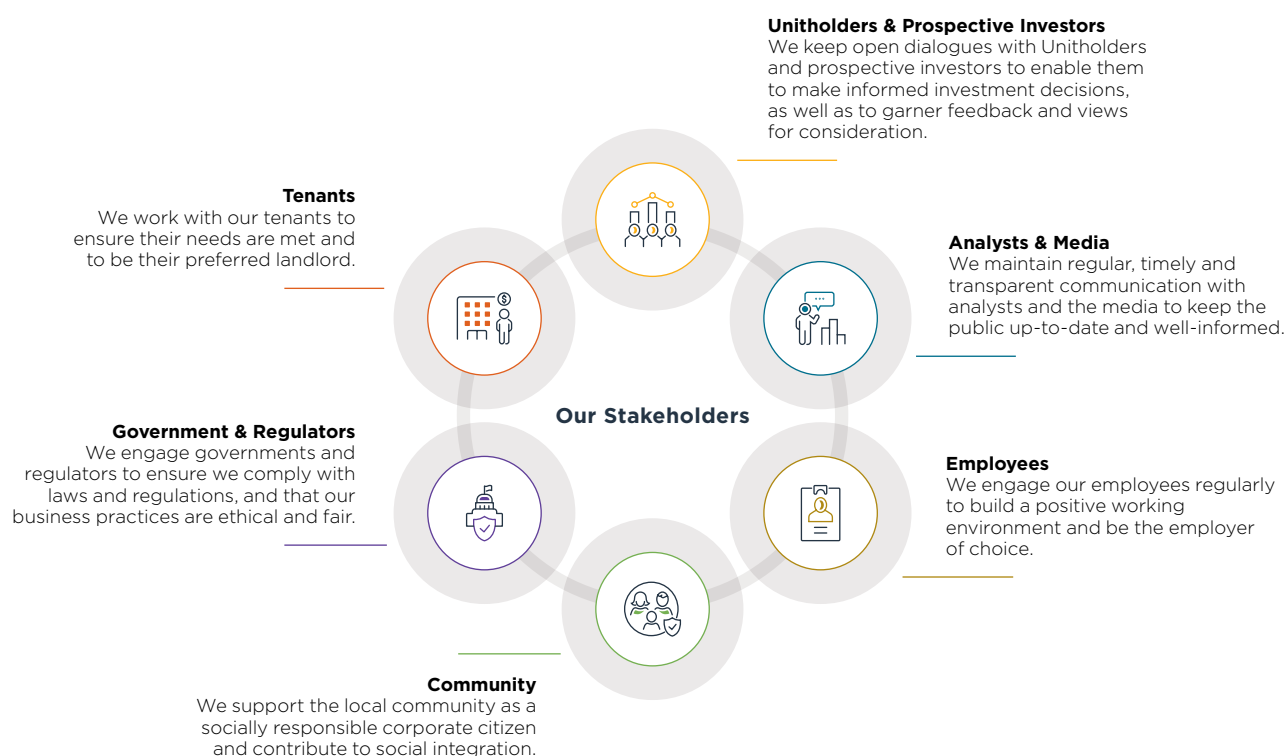 Unitholders & Prospective Investors
We keep open dialogues with Unitholders
and prospective investors to enable them
to make informed investment decisions,
as well as to garner feedback and views
for consideration.
Tenants
We work with our tenants to
ensure their needs are met and
to be their preferred landlord.
$
Analysts & Media
We maintain regular, timely and
transparent communication with
analysts and the media to keep the
public up-to-date and well-informed.
Our Stakeholders
Government & Regulators
We engage governments and
regulators to ensure we comply with
laws and regulations, and that our
business practices are ethical and fair.
Employees
We engage our employees regularly
to build a positive working
environment and be the employer
of choice.
Community
We support the local community as a
socially responsible corporate citizen
and contribute to social integration.